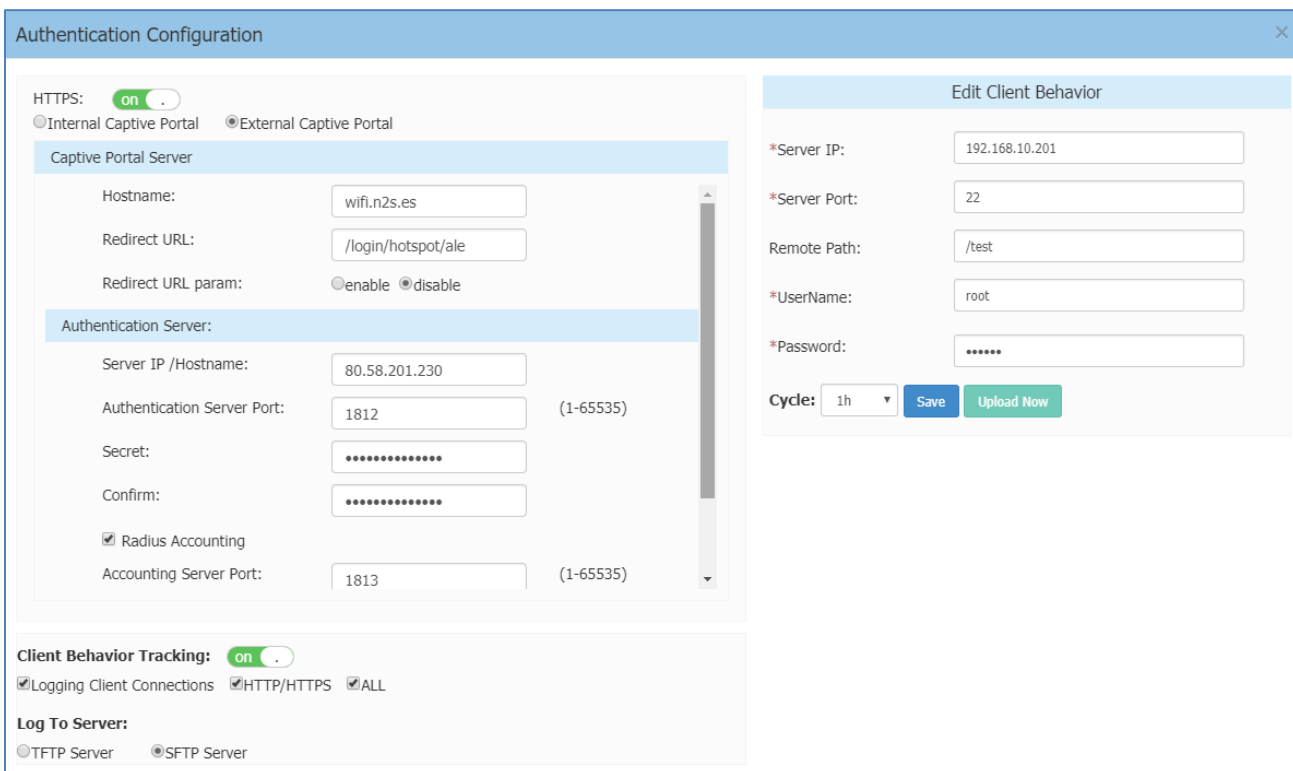 Authentication Configuration ×
HTTPS: on .
Internal Captive Portal External Captive Portal
Captive Portal Server
Hostname: wifi.n2s.es
Redirect URL: /login/hotspot/ale
Redirect URL param: enable disable
Authentication Server:
Server IP /Hostname: 80.58.201.230
Authentication Server Port: 1812 (1-65535)
Secret: ••••••••••••••
Confirm: ••••••••••••••
Radius Accounting
Accounting Server Port: 1813 (1-65535)
Client Behavior Tracking: on .
Logging Client Connections HTTP/HTTPS ALL
Log To Server:
TFTP Server SFTP Server
Edit Client Behavior
*Server IP: 192.168.10.201
*Server Port: 22
Remote Path: /test
*UserName: root
*Password: ••••••
Cycle: 1h Save Upload Now